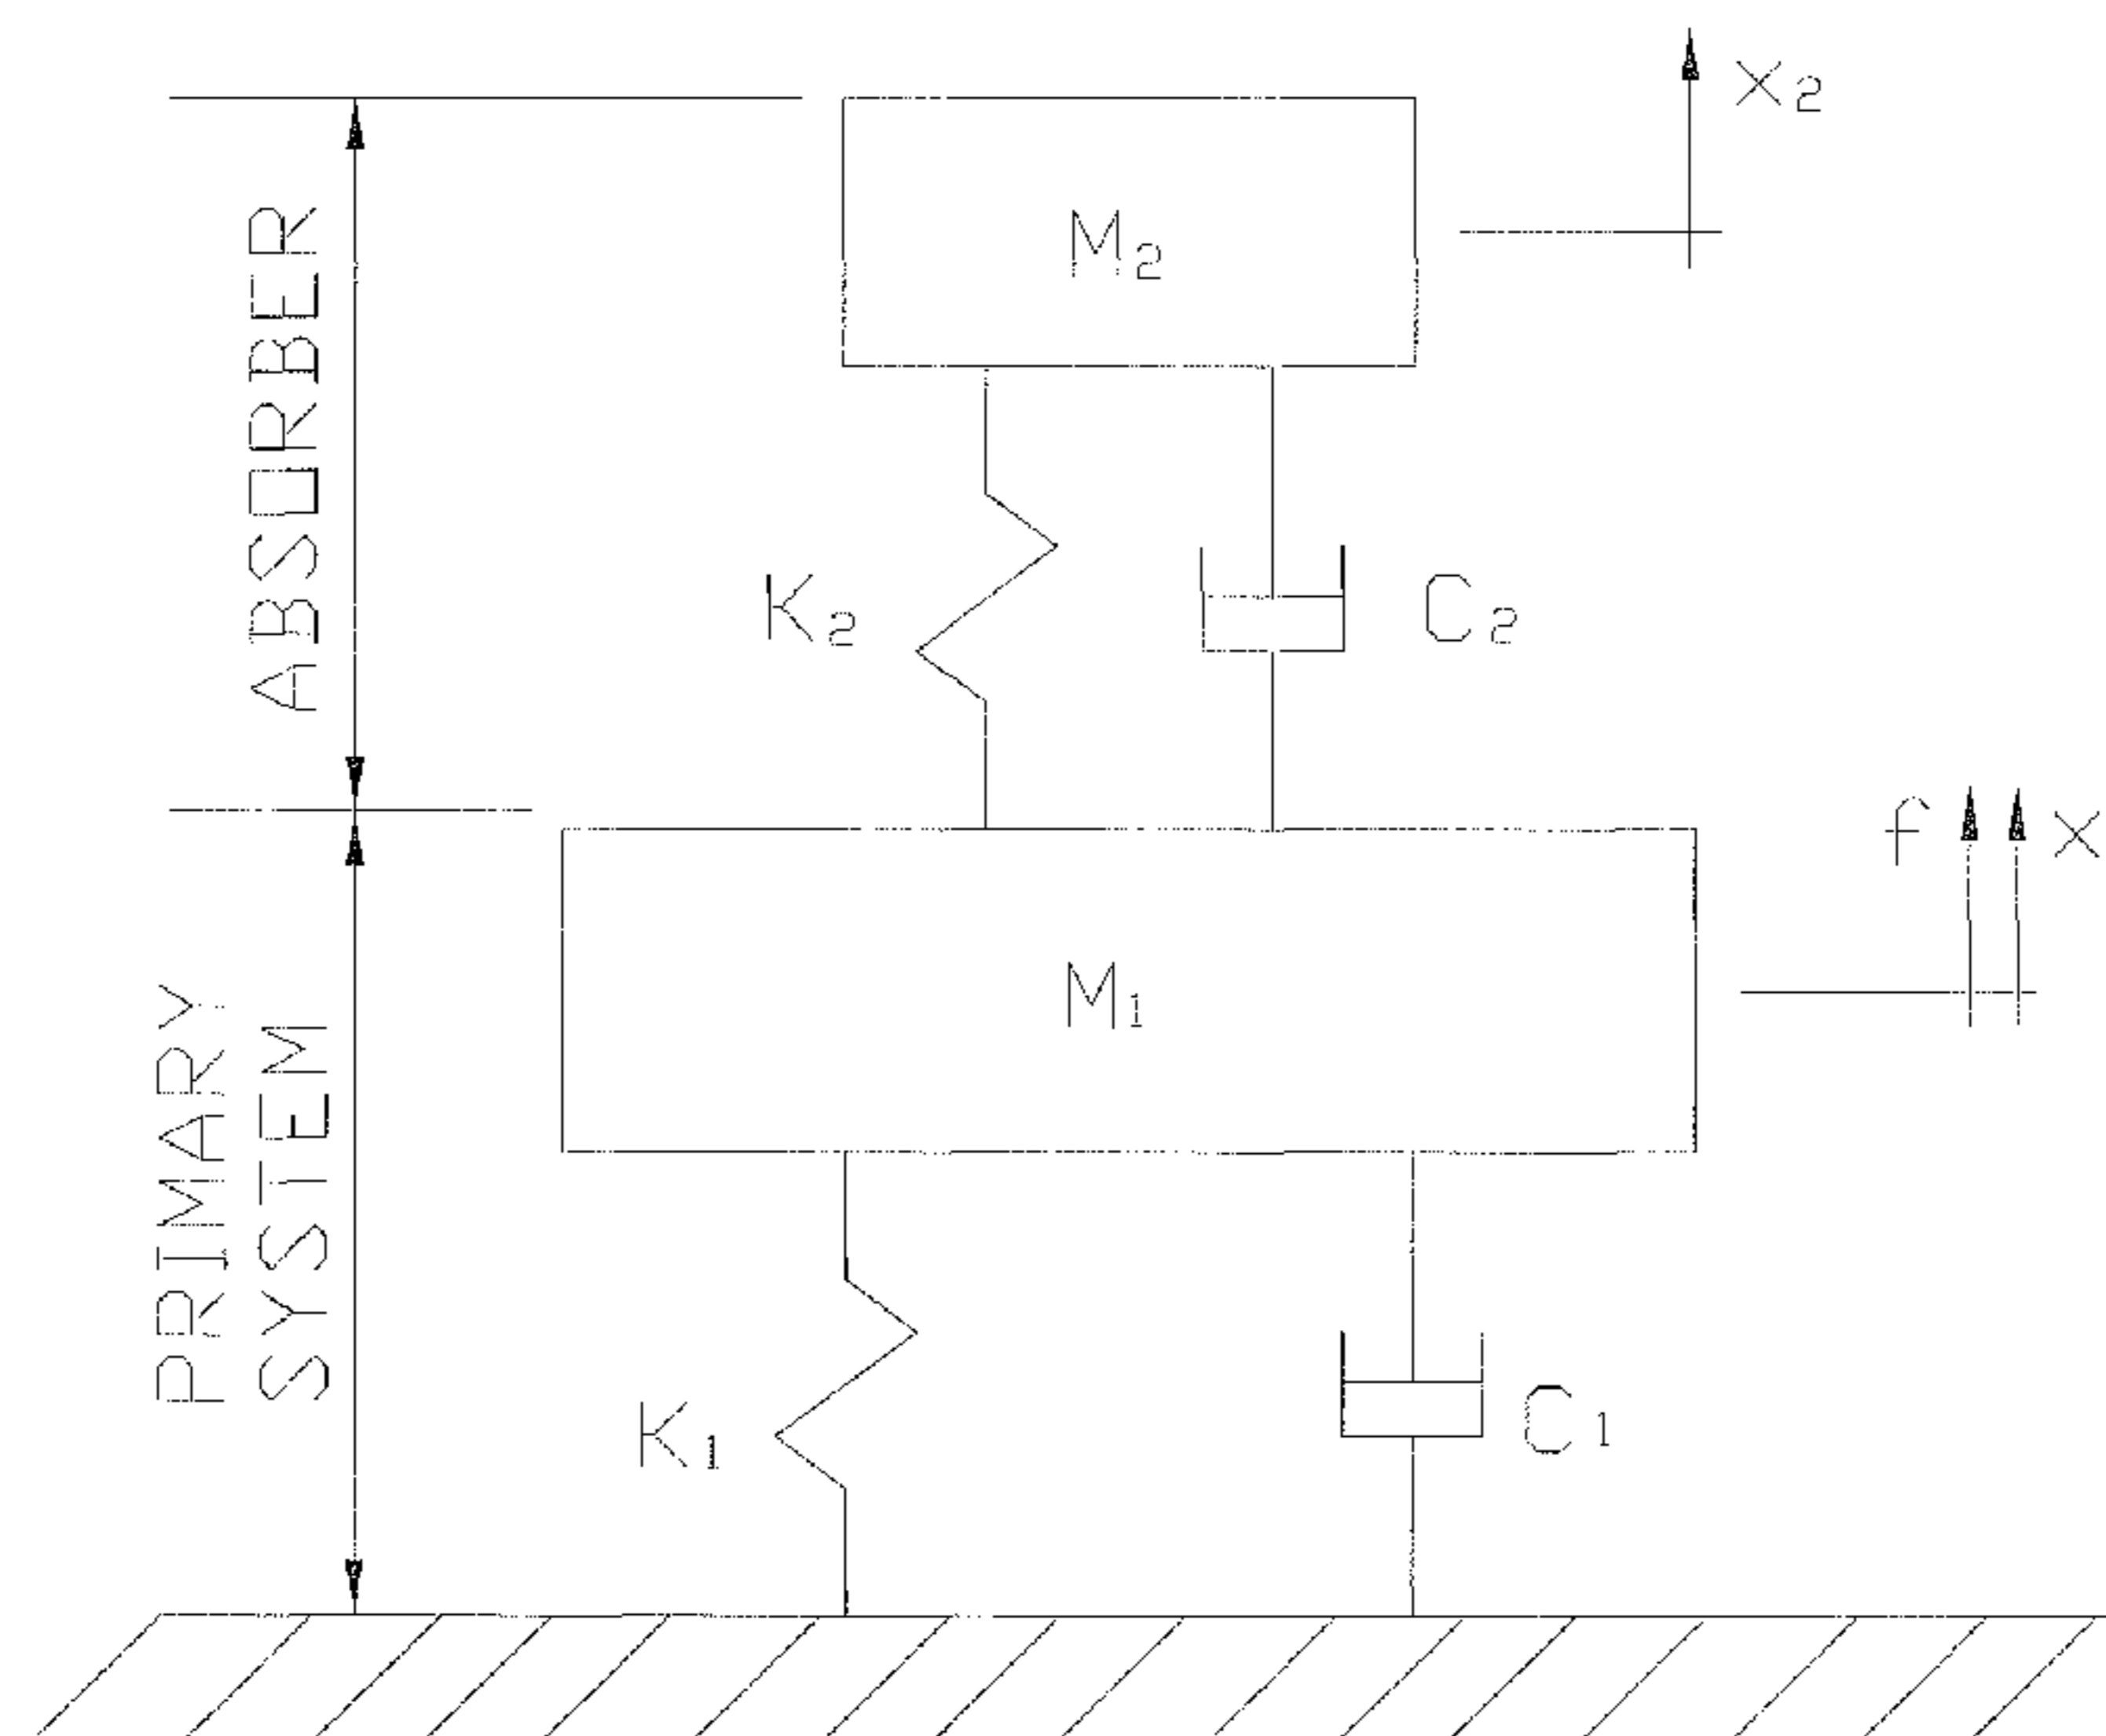 X2
M2
ABSORBER
K2
C2
f
X
M1
PRIMARY
SYSTEM
K1
C1